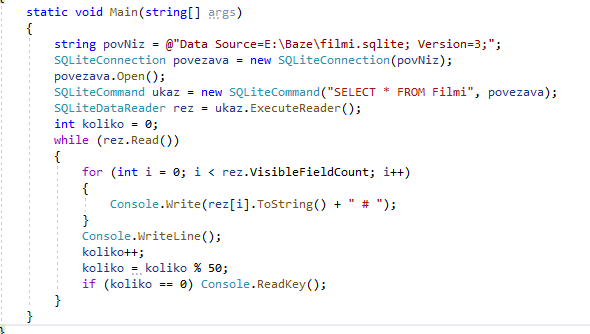 static void Main(string[] args)
{
string povNiz = @"Data Source=E:\Baze\filmi.sqlite; Version=3;";
SQLiteConnection povezava = new SQLiteConnection(povNiz);
povezava.Open();
SQLiteCommand ukaz = new SQLiteCommand("SELECT * FROM Filmi", povezava);
SQLiteDataReader rez = ukaz.ExecuteReader();
int koliko = 0;
while (rez.Read())
{
for (int i = 0; i < rez.VisibleFieldCount; i++)
{
Console.Write(rez[i].ToString() + " # ");
}
Console.WriteLine();
koliko++;
koliko = koliko % 50;
if (koliko == 0) Console.ReadKey();
}
}
}